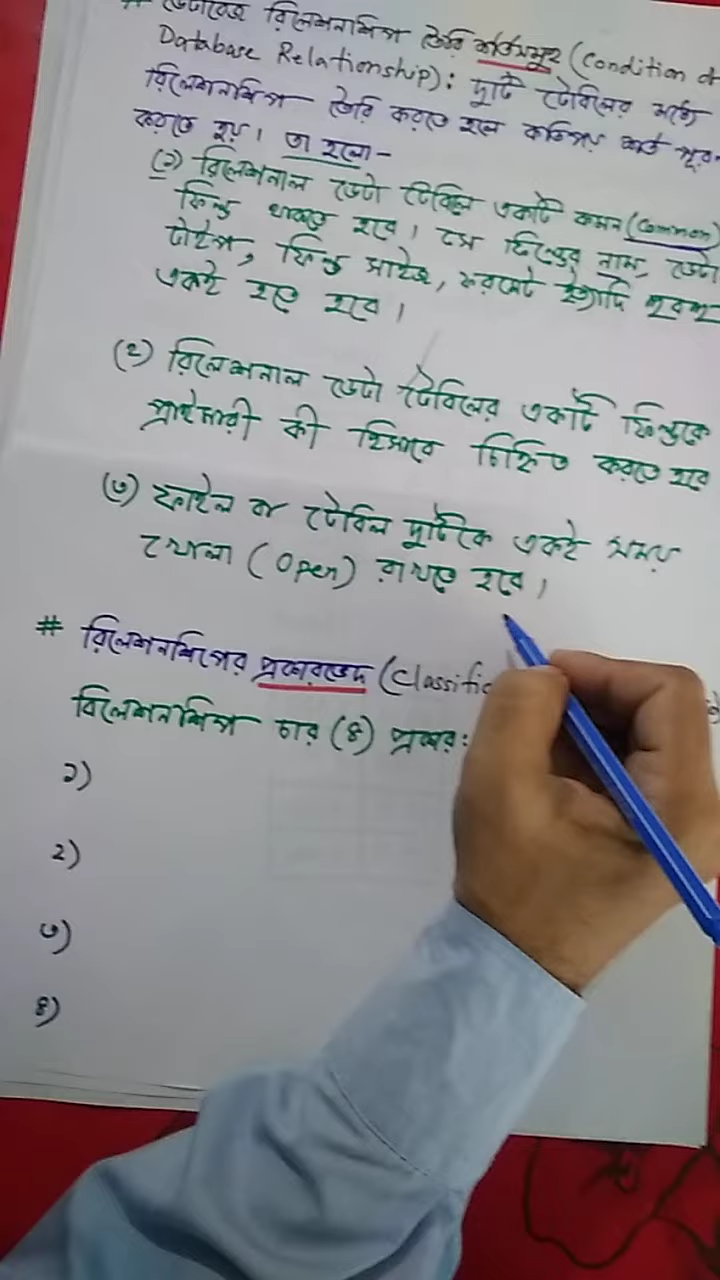 # ডেটাবেজ রিলেশনশিপ তৈরি শর্তসমূহ (Condition of
Database Relationship): দুটি টেবিলের মধ্যে
রিলেশনশিপ তৈরি করতে হলে কতিপয় শর্ত পূরণ
করতে হয়। তা হলো-
(১) রিলেশনাল ডেটা টেবিলে একটি কমন (Common)
ফিল্ড থাকতে হবে। সে ফিল্ডের নাম, ডেটা
টাইপ, ফিল্ড সাইজ, ফরমেট ইত্যাদি হুবহু
একই হতে হবে।
(২) রিলেশনাল ডেটা টেবিলের একটি ফিল্ডকে
প্রাইমারী কী হিসাবে চিহ্নিত করতে হবে
(৩) ফাইল বা টেবিল দুটিকে একই সময়
খোলা (Open) রাখতে হবে।
# রিলেশনশিপের প্রকারভেদ (Classific
রিলেশনশিপ চার (৪) প্রকার:
১)
২)
৩)
৪)